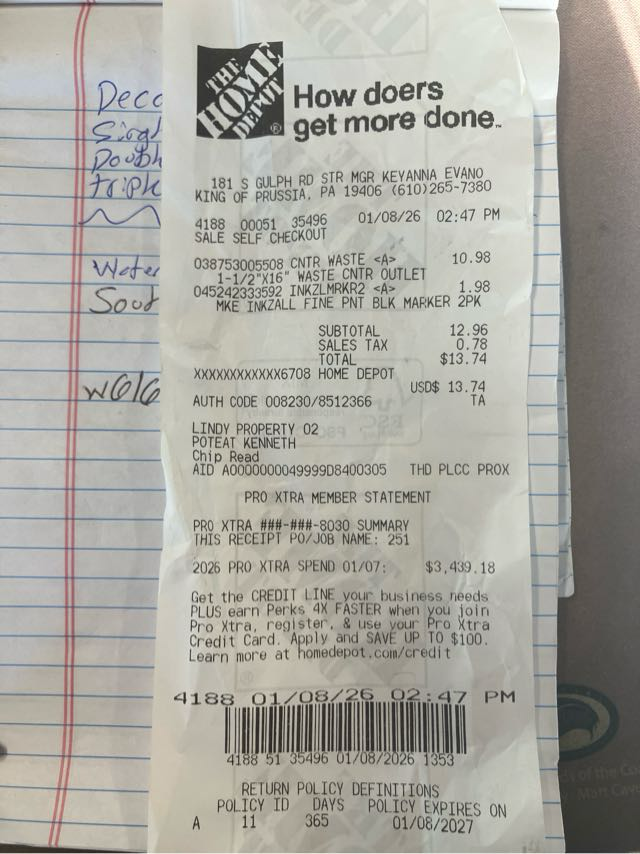 THE
HOME
DEPOT
®
How doers
get more done™
181 S GULPH RD STR MGR KEYANNA EVANO
KING OF PRUSSIA, PA 19406 (610)265-7380
4188 00051 35496 01/08/26 02:47 PM
SALE SELF CHECKOUT
038753005508 CNTR WASTE <A> 10.98
1-1/2"X16" WASTE CNTR OUTLET
045242333592 INKZLMRKR2 <A> 1.98
MKE INKZALL FINE PNT BLK MARKER 2PK
SUBTOTAL 12.96
SALES TAX 0.78
TOTAL $13.74
XXXXXXXXXXXX6708 HOME DEPOT
USD$ 13.74
AUTH CODE 008230/8512366 TA
LINDY PROPERTY 02
POTEAT KENNETH
Chip Read
AID A0000000049999D8400305 THD PLCC PROX
PRO XTRA MEMBER STATEMENT
PRO XTRA ###-###-8030 SUMMARY
THIS RECEIPT PO/JOB NAME: 251
2026 PRO XTRA SPEND 01/07: $3,439.18
Get the CREDIT LINE your business needs
PLUS earn Perks 4X FASTER when you join
Pro Xtra, register, & use your Pro Xtra
Credit Card. Apply and SAVE UP TO $100.
Learn more at homedepot.com/credit
4188 01/08/26 02:47 PM
4188 51 35496 01/08/2026 1353
RETURN POLICY DEFINITIONS
POLICY ID DAYS POLICY EXPIRES ON
A 11 365 01/08/2027
Deco
Singl
Doubl
Triple
Water